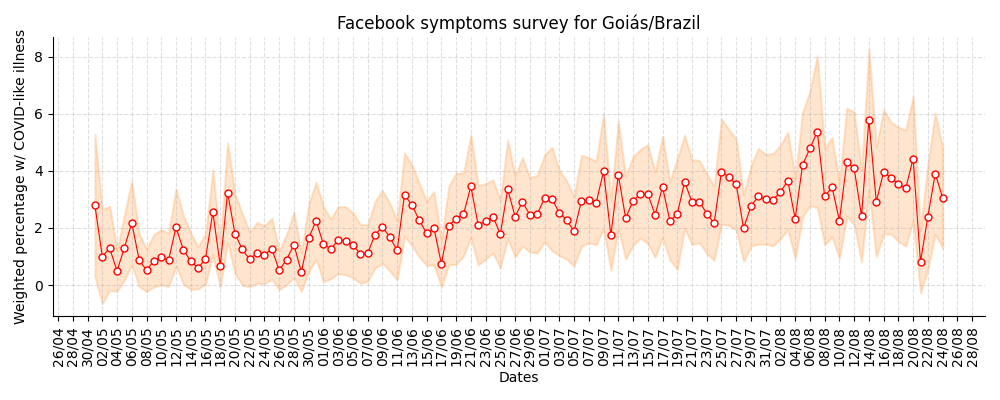 Facebook symptoms survey for Goiás/Brazil
Weighted percentage w/ COVID-like illness
8
6
4
2
0
26/04 28/04 30/04 02/05 04/05 06/05 08/05 10/05 12/05 14/05 16/05 18/05 20/05 22/05 24/05 26/05 28/05 30/05 01/06 03/06 05/06 07/06 09/06 11/06 13/06 15/06 17/06 19/06 21/06 23/06 25/06 27/06 29/06 01/07 03/07 05/07 07/07 09/07 11/07 13/07 15/07 17/07 19/07 21/07 23/07 25/07 27/07 29/07 31/07 02/08 04/08 06/08 08/08 10/08 12/08 14/08 16/08 18/08 20/08 22/08 24/08 26/08 28/08
Dates